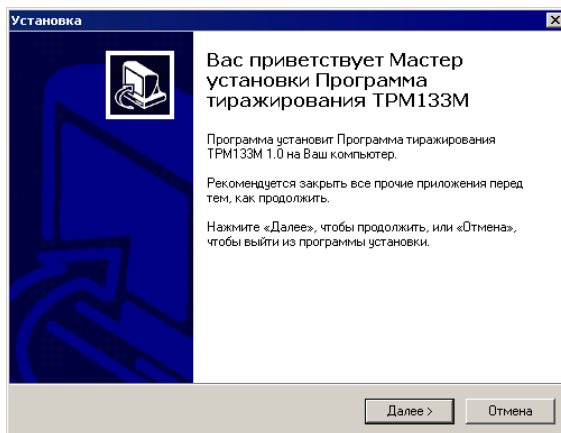 Установка
Вас приветствует Мастер
установки Программа
тиражирования ТРМ133М
Программа установит Программа тиражирования
ТРМ133М 1.0 на Ваш компьютер.
Рекомендуется закрыть все прочие приложения перед
тем, как продолжить.
Нажмите «Далее», чтобы продолжить, или «Отмена»,
чтобы выйти из программы установки.
Далее >
Отмена